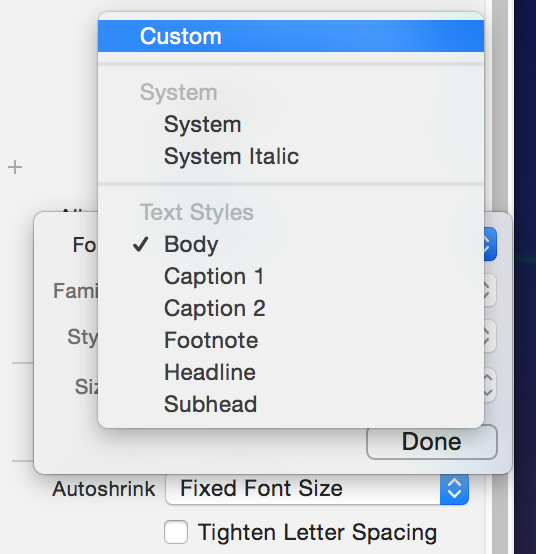 Custom
System
System
System Italic
Text Styles
Body
Caption 1
Caption 2
Footnote
Headline
Subhead
Done
Autoshrink Fixed Font Size
Tighten Letter Spacing